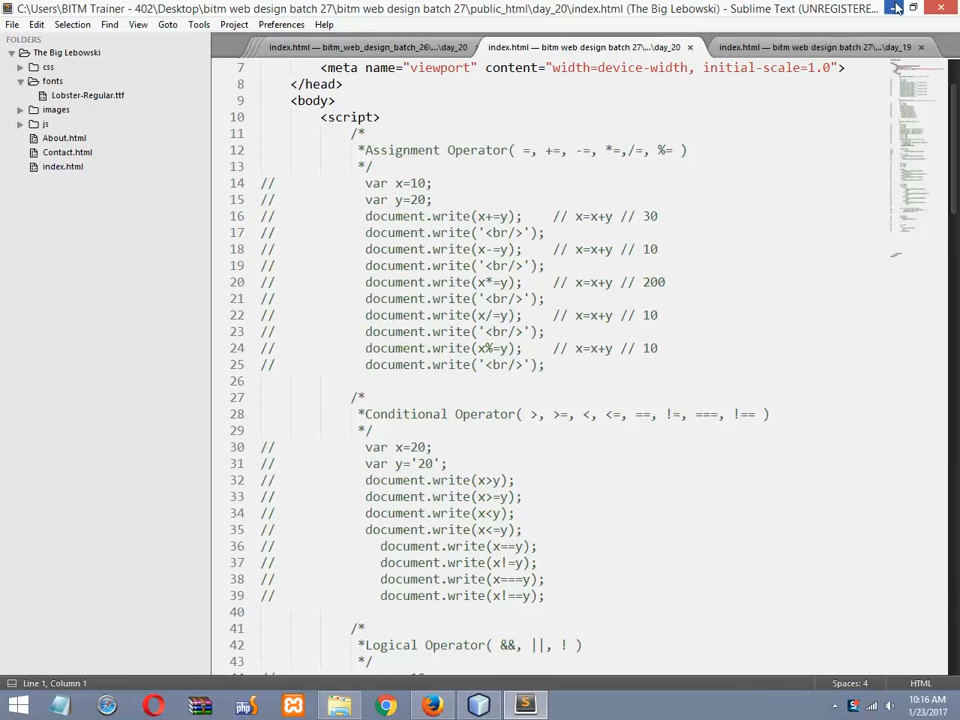 C:\Users\BITM Trainer - 402\Desktop\bitm web design batch 27\bitm web design batch 27\public_html\day_20\index.html (The Big Lebowski) - Sublime Text (UNREGISTERE...
File Edit Selection Find View Goto Tools Project Preferences Help
FOLDERS
The Big Lebowski
css
fonts
Lobster-Regular.ttf
images
js
About.html
Contact.html
index.html
index.html — bitm_web_design_batch_26\...\day_20
index.html — bitm web design batch 27\...\day_20 ×
index.html — bitm web design batch 27\...\day_19 ×
7 <meta name="viewport" content="width=device-width, initial-scale=1.0">
8 </head>
9 <body>
10 <script>
11 /*
12 *Assignment Operator( =, +=, -=, *=,/=, %= )
13 */
14 // var x=10;
15 // var y=20;
16 // document.write(x+=y); // x=x+y // 30
17 // document.write('<br/>');
18 // document.write(x-=y); // x=x+y // 10
19 // document.write('<br/>');
20 // document.write(x*=y); // x=x+y // 200
21 // document.write('<br/>');
22 // document.write(x/=y); // x=x+y // 10
23 // document.write('<br/>');
24 // document.write(x%=y); // x=x+y // 10
25 // document.write('<br/>');
26
27 /*
28 *Conditional Operator( >, >=, <, <=, ==, !=, ===, !== )
29 */
30 // var x=20;
31 // var y='20';
32 // document.write(x>y);
33 // document.write(x>=y);
34 // document.write(x<y);
35 // document.write(x<=y);
36 // document.write(x==y);
37 // document.write(x!=y);
38 // document.write(x===y);
39 // document.write(x!==y);
40
41 /*
42 *Logical Operator( &&, ||, ! )
43 */
Line 1, Column 1
Spaces: 4
HTML
php
10:16 AM
1/23/2017